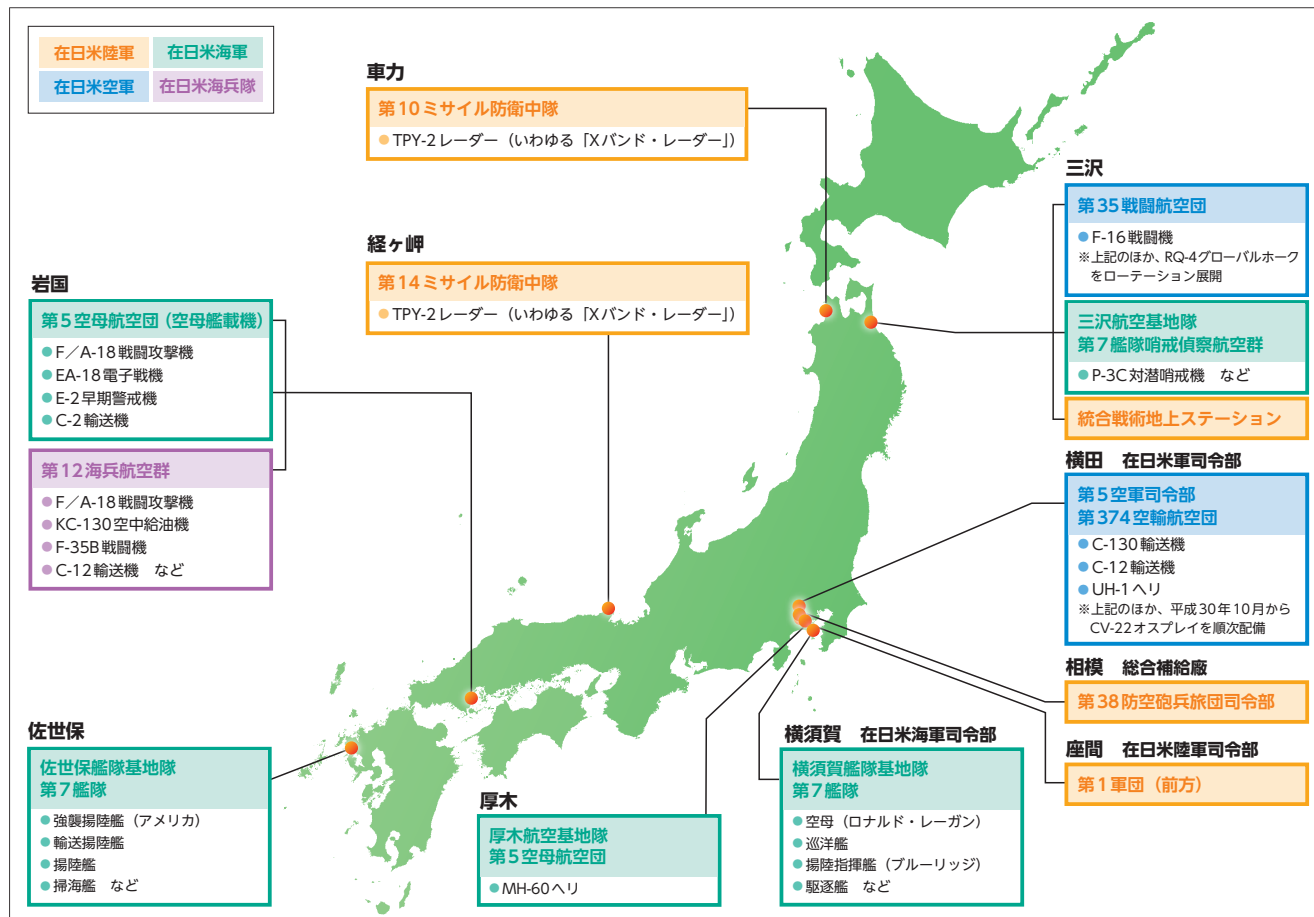 在日米陸軍
在日米海軍
在日米空軍
在日米海兵隊
車力
第10ミサイル防衛中隊
●TPY-2レーダー（いわゆる「Xバンド・レーダー」）
経ヶ岬
第14ミサイル防衛中隊
●TPY-2レーダー（いわゆる「Xバンド・レーダー」）
岩国
第5空母航空団（空母艦載機）
●F／A-18戦闘攻撃機
●EA-18電子戦機
●E-2早期警戒機
●C-2輸送機
第12海兵航空群
●F／A-18戦闘攻撃機
●KC-130空中給油機
●F-35B戦闘機
●C-12輸送機　など
佐世保
佐世保艦隊基地隊
第7艦隊
●強襲揚陸艦（アメリカ）
●輸送揚陸艦
●揚陸艦
●掃海艦　など
三沢
第35戦闘航空団
●F-16戦闘機
※上記のほか、RQ-4グローバルホーク
をローテーション展開
三沢航空基地隊
第7艦隊哨戒偵察航空群
●P-3C対潜哨戒機　など
統合戦術地上ステーション
横田　在日米軍司令部
第5空軍司令部
第374空輸航空団
●C-130輸送機
●C-12輸送機
●UH-1ヘリ
※上記のほか、平成30年10月から
CV-22オスプレイを順次配備
相模　総合補給廠
第38防空砲兵旅団司令部
座間　在日米陸軍司令部
第1軍団（前方）
横須賀　在日米海軍司令部
横須賀艦隊基地隊
第7艦隊
●空母（ロナルド・レーガン）
●巡洋艦
●揚陸指揮艦（ブルーリッジ）
●駆逐艦　など
厚木
厚木航空基地隊
第5空母航空団
●MH-60ヘリ